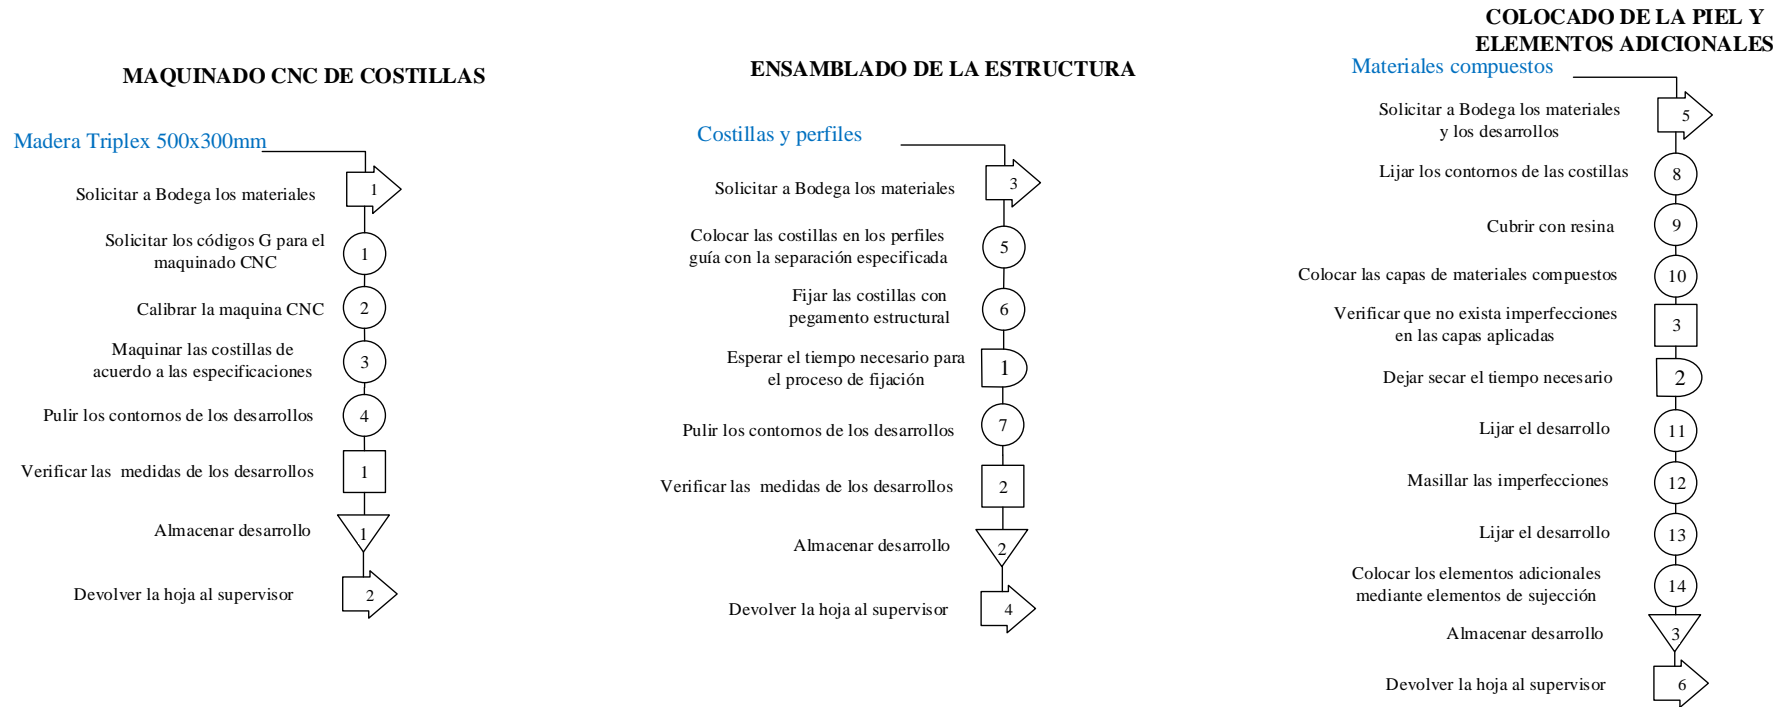 MAQUINADO CNC DE COSTILLAS
Madera Triplex 500x300mm
Solicitar a Bodega los materiales
1
Solicitar los códigos G para el
maquinado CNC
1
Calibrar la maquina CNC
2
Maquinar las costillas de
acuerdo a las especificaciones
3
Pulir los contornos de los desarrollos
4
Verificar las medidas de los desarrollos
1
Almacenar desarrollo
1
Devolver la hoja al supervisor
2
ENSAMBLADO DE LA ESTRUCTURA
Costillas y perfiles
Solicitar a Bodega los materiales
3
Colocar las costillas en los perfiles
guía con la separación especificada
5
Fijar las costillas con
pegamento estructural
6
Esperar el tiempo necesario para
el proceso de fijación
1
Pulir los contornos de los desarrollos
7
Verificar las medidas de los desarrollos
2
Almacenar desarrollo
2
Devolver la hoja al supervisor
4
COLOCADO DE LA PIEL Y
ELEMENTOS ADICIONALES
Materiales compuestos
Solicitar a Bodega los materiales
y los desarrollos
5
Lijar los contornos de las costillas
8
Cubrir con resina
9
Colocar las capas de materiales compuestos
10
Verificar que no exista imperfecciones
en las capas aplicadas
3
Dejar secar el tiempo necesario
2
Lijar el desarrollo
11
Masillar las imperfecciones
12
Lijar el desarrollo
13
Colocar los elementos adicionales
mediante elementos de sujección
14
Almacenar desarrollo
3
Devolver la hoja al supervisor
6